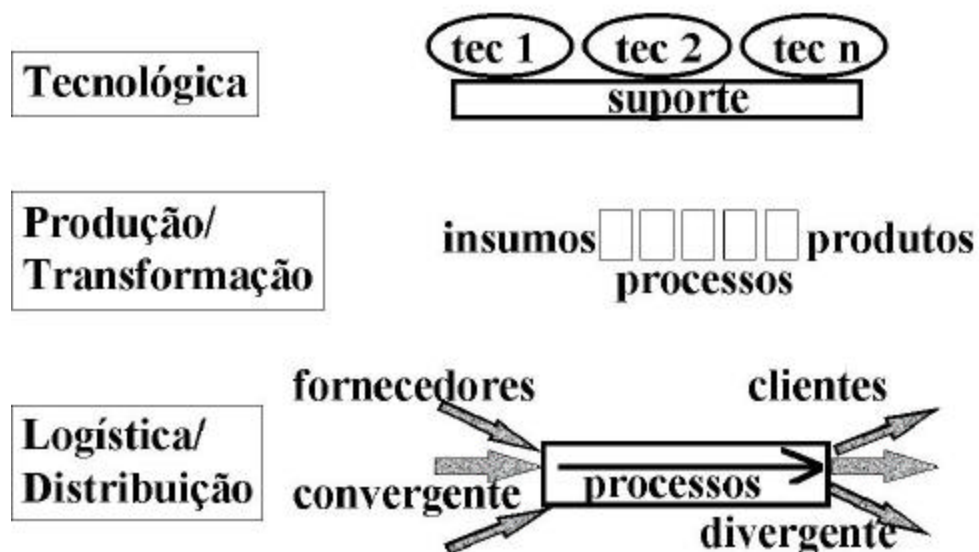 Tecnológica
tec 1 tec 2 tec n
suporte
Produção/
Transformação
insumos produtos
processos
Logística/
Distribuição
fornecedores clientes
convergente processos
divergente